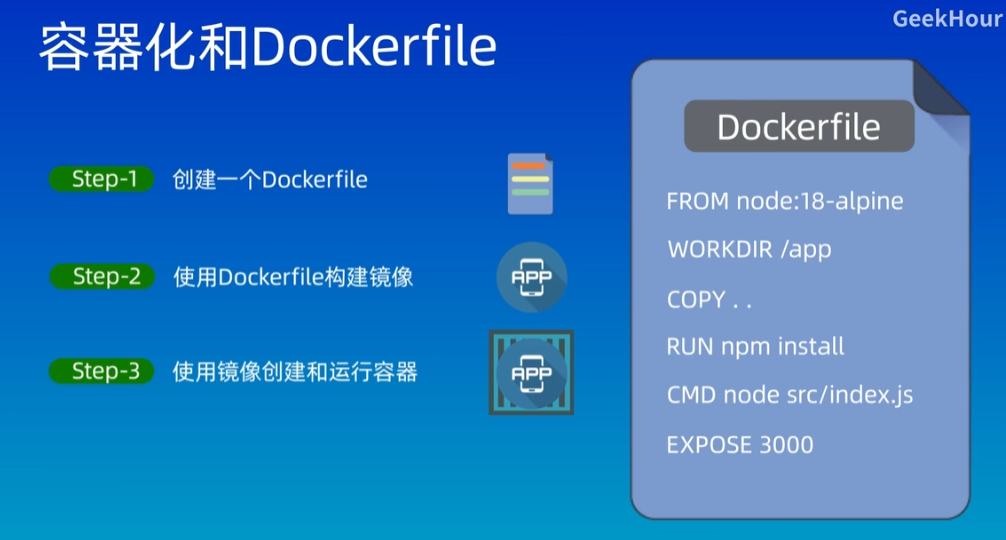 GeekHour
容器化和Dockerfile
Step-1 创建一个Dockerfile
Step-2 使用Dockerfile构建镜像
APP
Step-3 使用镜像创建和运行容器
APP
Dockerfile
FROM node:18-alpine
WORKDIR /app
COPY . .
RUN npm install
CMD node src/index.js
EXPOSE 3000